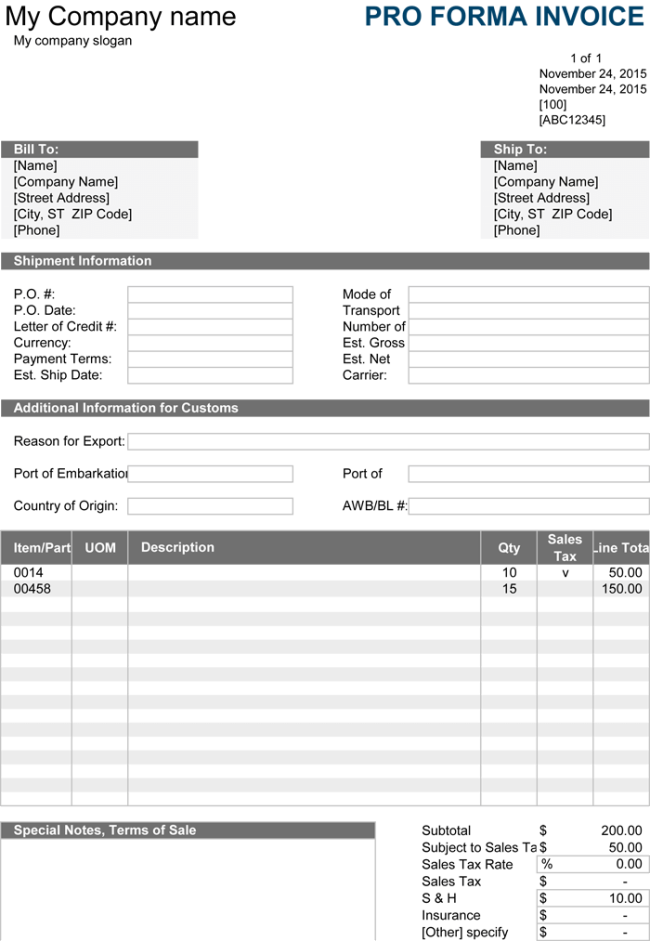 My Company name
PRO FORMA INVOICE
My company slogan
1 of 1
November 24, 2015
November 24, 2015
[100]
[ABC12345]
Bill To:
[Name]
[Company Name]
[Street Address]
[City, ST ZIP Code]
[Phone]
Ship To:
[Name]
[Company Name]
[Street Address]
[City, ST ZIP Code]
[Phone]
Shipment Information
P.O. #:
P.O. Date:
Letter of Credit #:
Currency:
Payment Terms:
Est. Ship Date:
Mode of
Transport
Number of
Est. Gross
Est. Net
Carrier:
Additional Information for Customs
Reason for Export:
Port of Embarkation
Port of
Country of Origin:
AWB/BL #:
Item/Part UOM Description Qty Sales Tax Line Tota
0014 10 v 50.00
00458 15 150.00
Special Notes, Terms of Sale
Subtotal $ 200.00
Subject to Sales Ta $ 50.00
Sales Tax Rate % 0.00
Sales Tax $ -
S & H $ 10.00
Insurance $ -
[Other] specify $ -